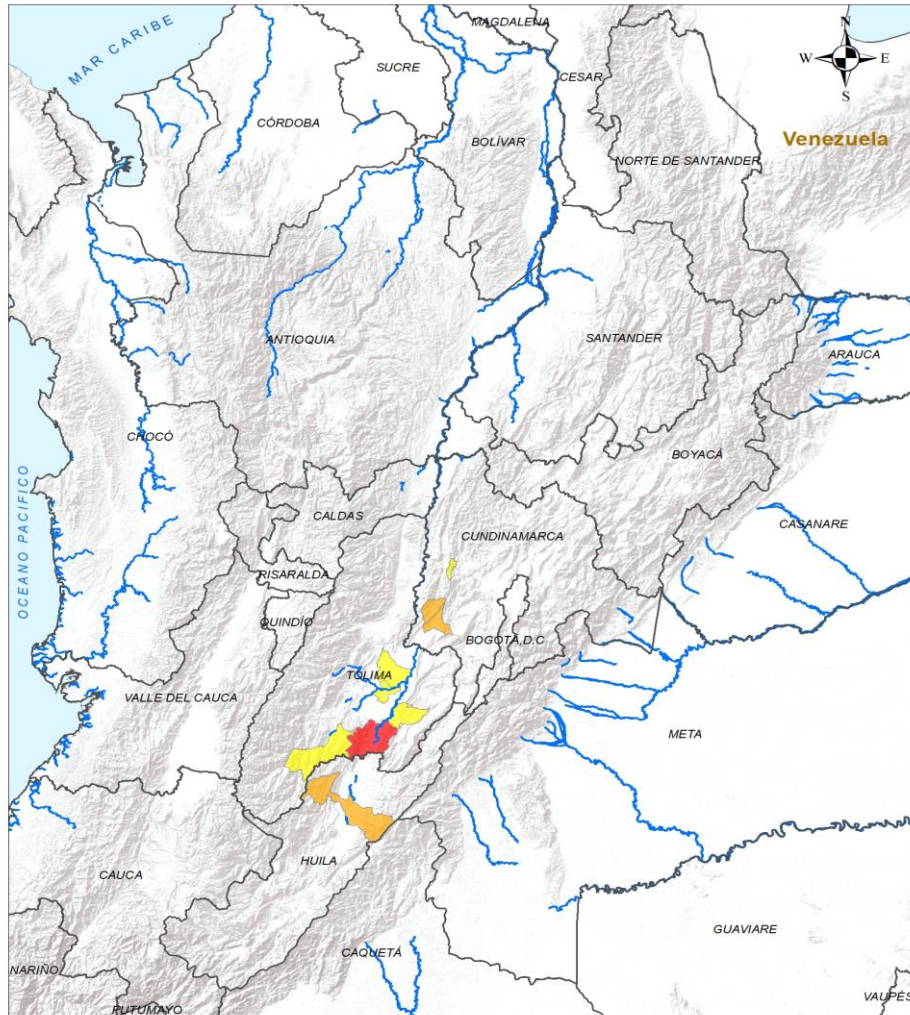 MAGDALENA
MAR CARIBE
N
W E
S
SUCRE
CESAR
CÓRDOBA
BOLÍVAR
Venezuela
NORTE DE SANTANDER
ANTIOQUIA
SANTANDER
ARAUCA
CHOCÓ
BOYACÁ
OCEANO PACIFICO
CALDAS
CASANARE
CUNDINAMARCA
RISARALDA
QUINDÍO
BOGOTÁ, D.C
TOLIMA
VALLE DEL CAUCA
META
HUILA
CAUCA
GUAVIARE
CAQUETÁ
NARIÑO
VAUPÉS
PUTUMAYO